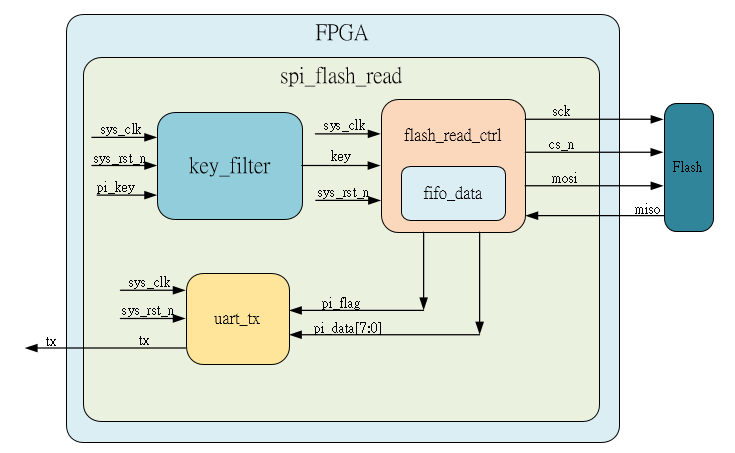 FPGA
spi_flash_read
sys_clk
sys_rst_n
pi_key
key_filter
key
sys_clk
sys_rst_n
flash_read_ctrl
fifo_data
sck
cs_n
mosi
miso
Flash
sys_clk
sys_rst_n
uart_tx
pi_flag
pi_data[7:0]
tx
tx